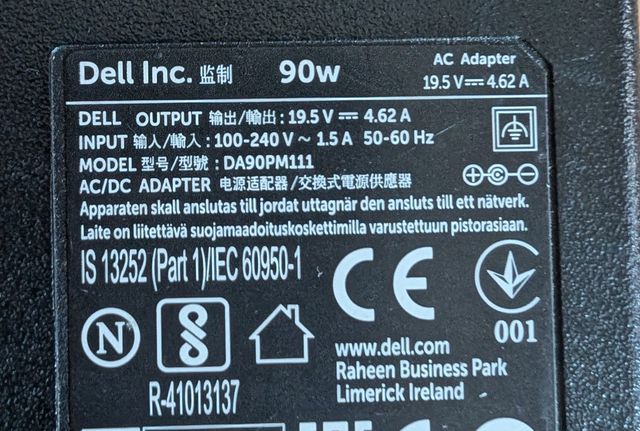 Dell Inc. 监制 90w AC Adapter
19.5 V⎓ 4.62 A
DELL OUTPUT 输出/輸出 : 19.5 V ⎓ 4.62 A
INPUT 输入/輸入 : 100-240 V ~ 1.5 A 50-60 Hz
MODEL 型号/型號 : DA90PM111
AC/DC ADAPTER 电源适配器/交換式電源供應器
Apparaten skall anslutas till jordat uttagnär den ansluts till ett nätverk.
Laite on liitettävä suojamaadoituskoskettimilla varustettuun pistorasiaan.
IS 13252 (Part 1)/IEC 60950-1
CE
N
001
R-41013137
www.dell.com
Raheen Business Park
Limerick Ireland